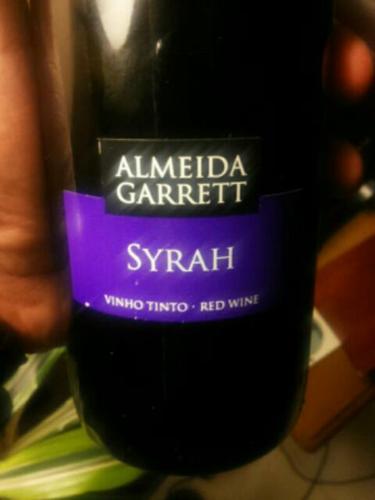 ALMEIDA
GARRETT
SYRAH
VINHO TINTO · RED WINE